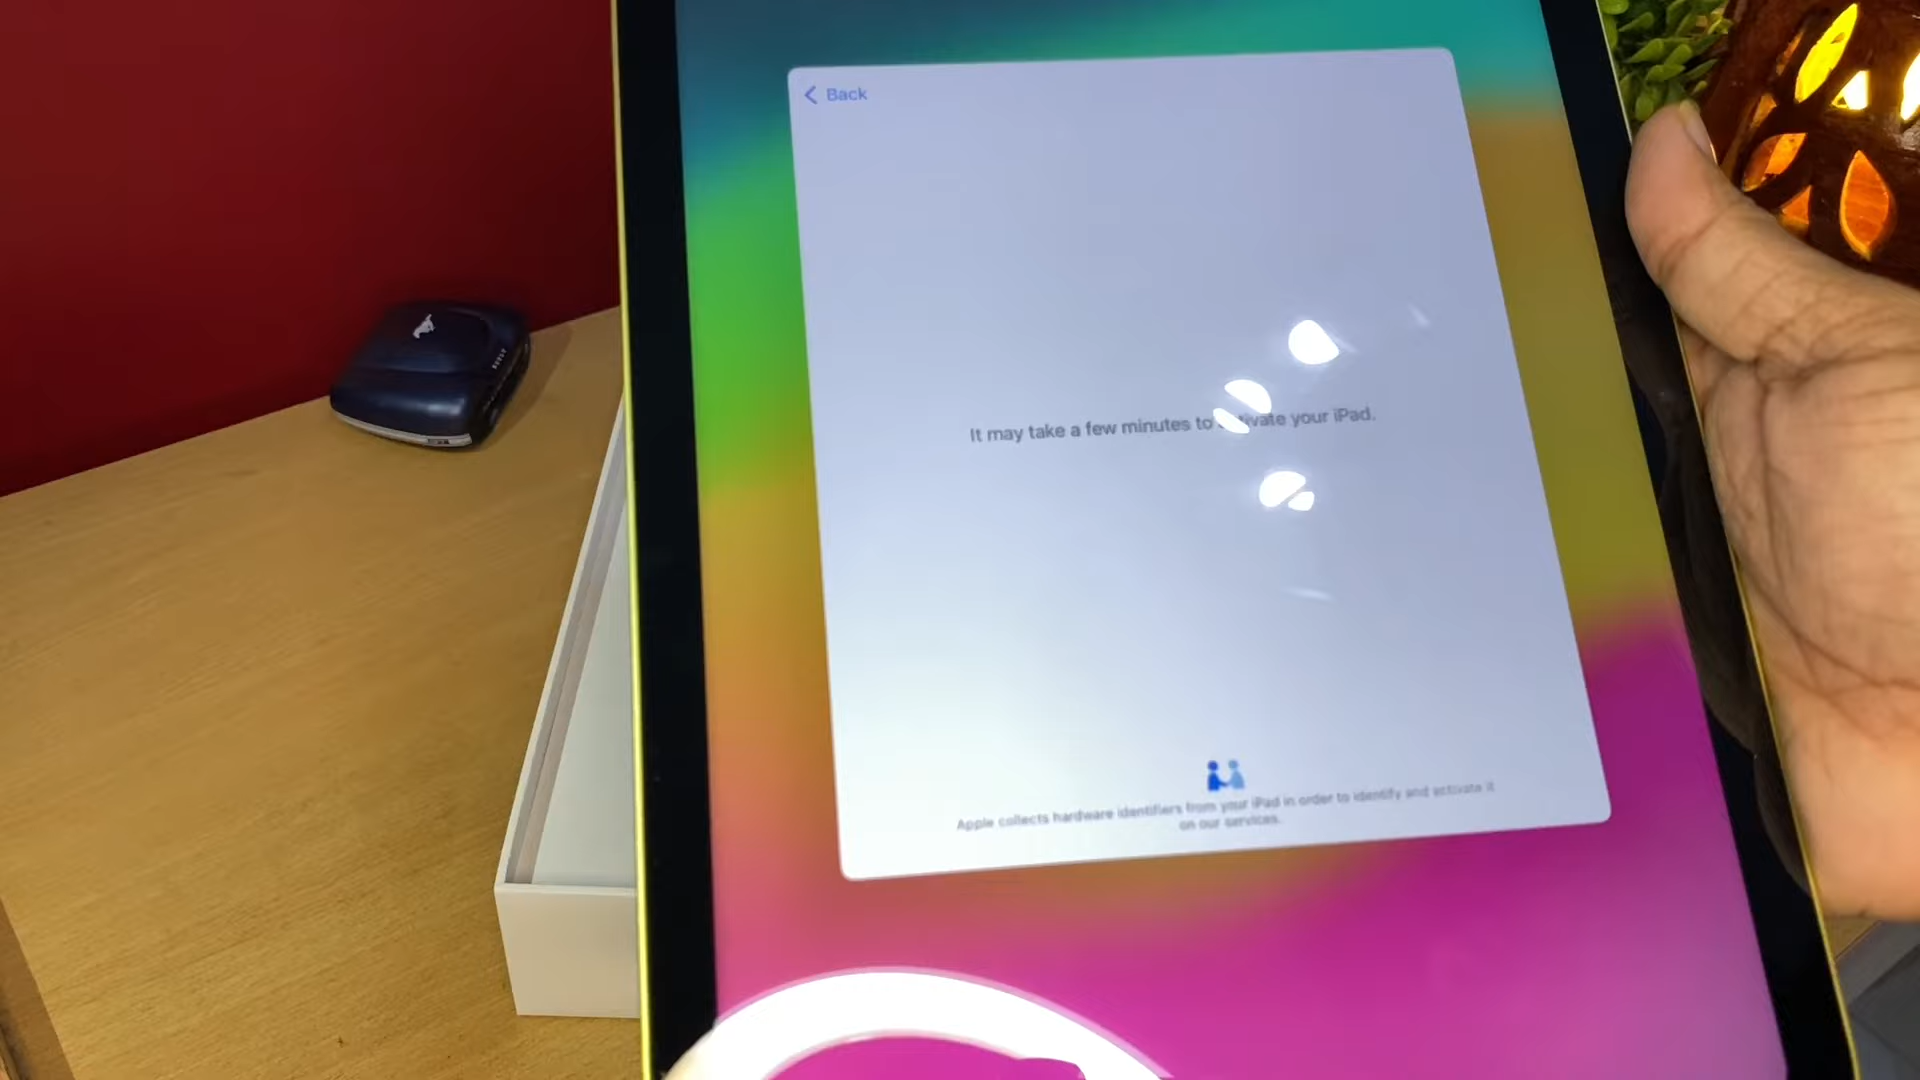 Back
It may take a few minutes to activate your iPad.
Apple collects hardware identifiers from your iPad in order to identify and activate it
on our services.